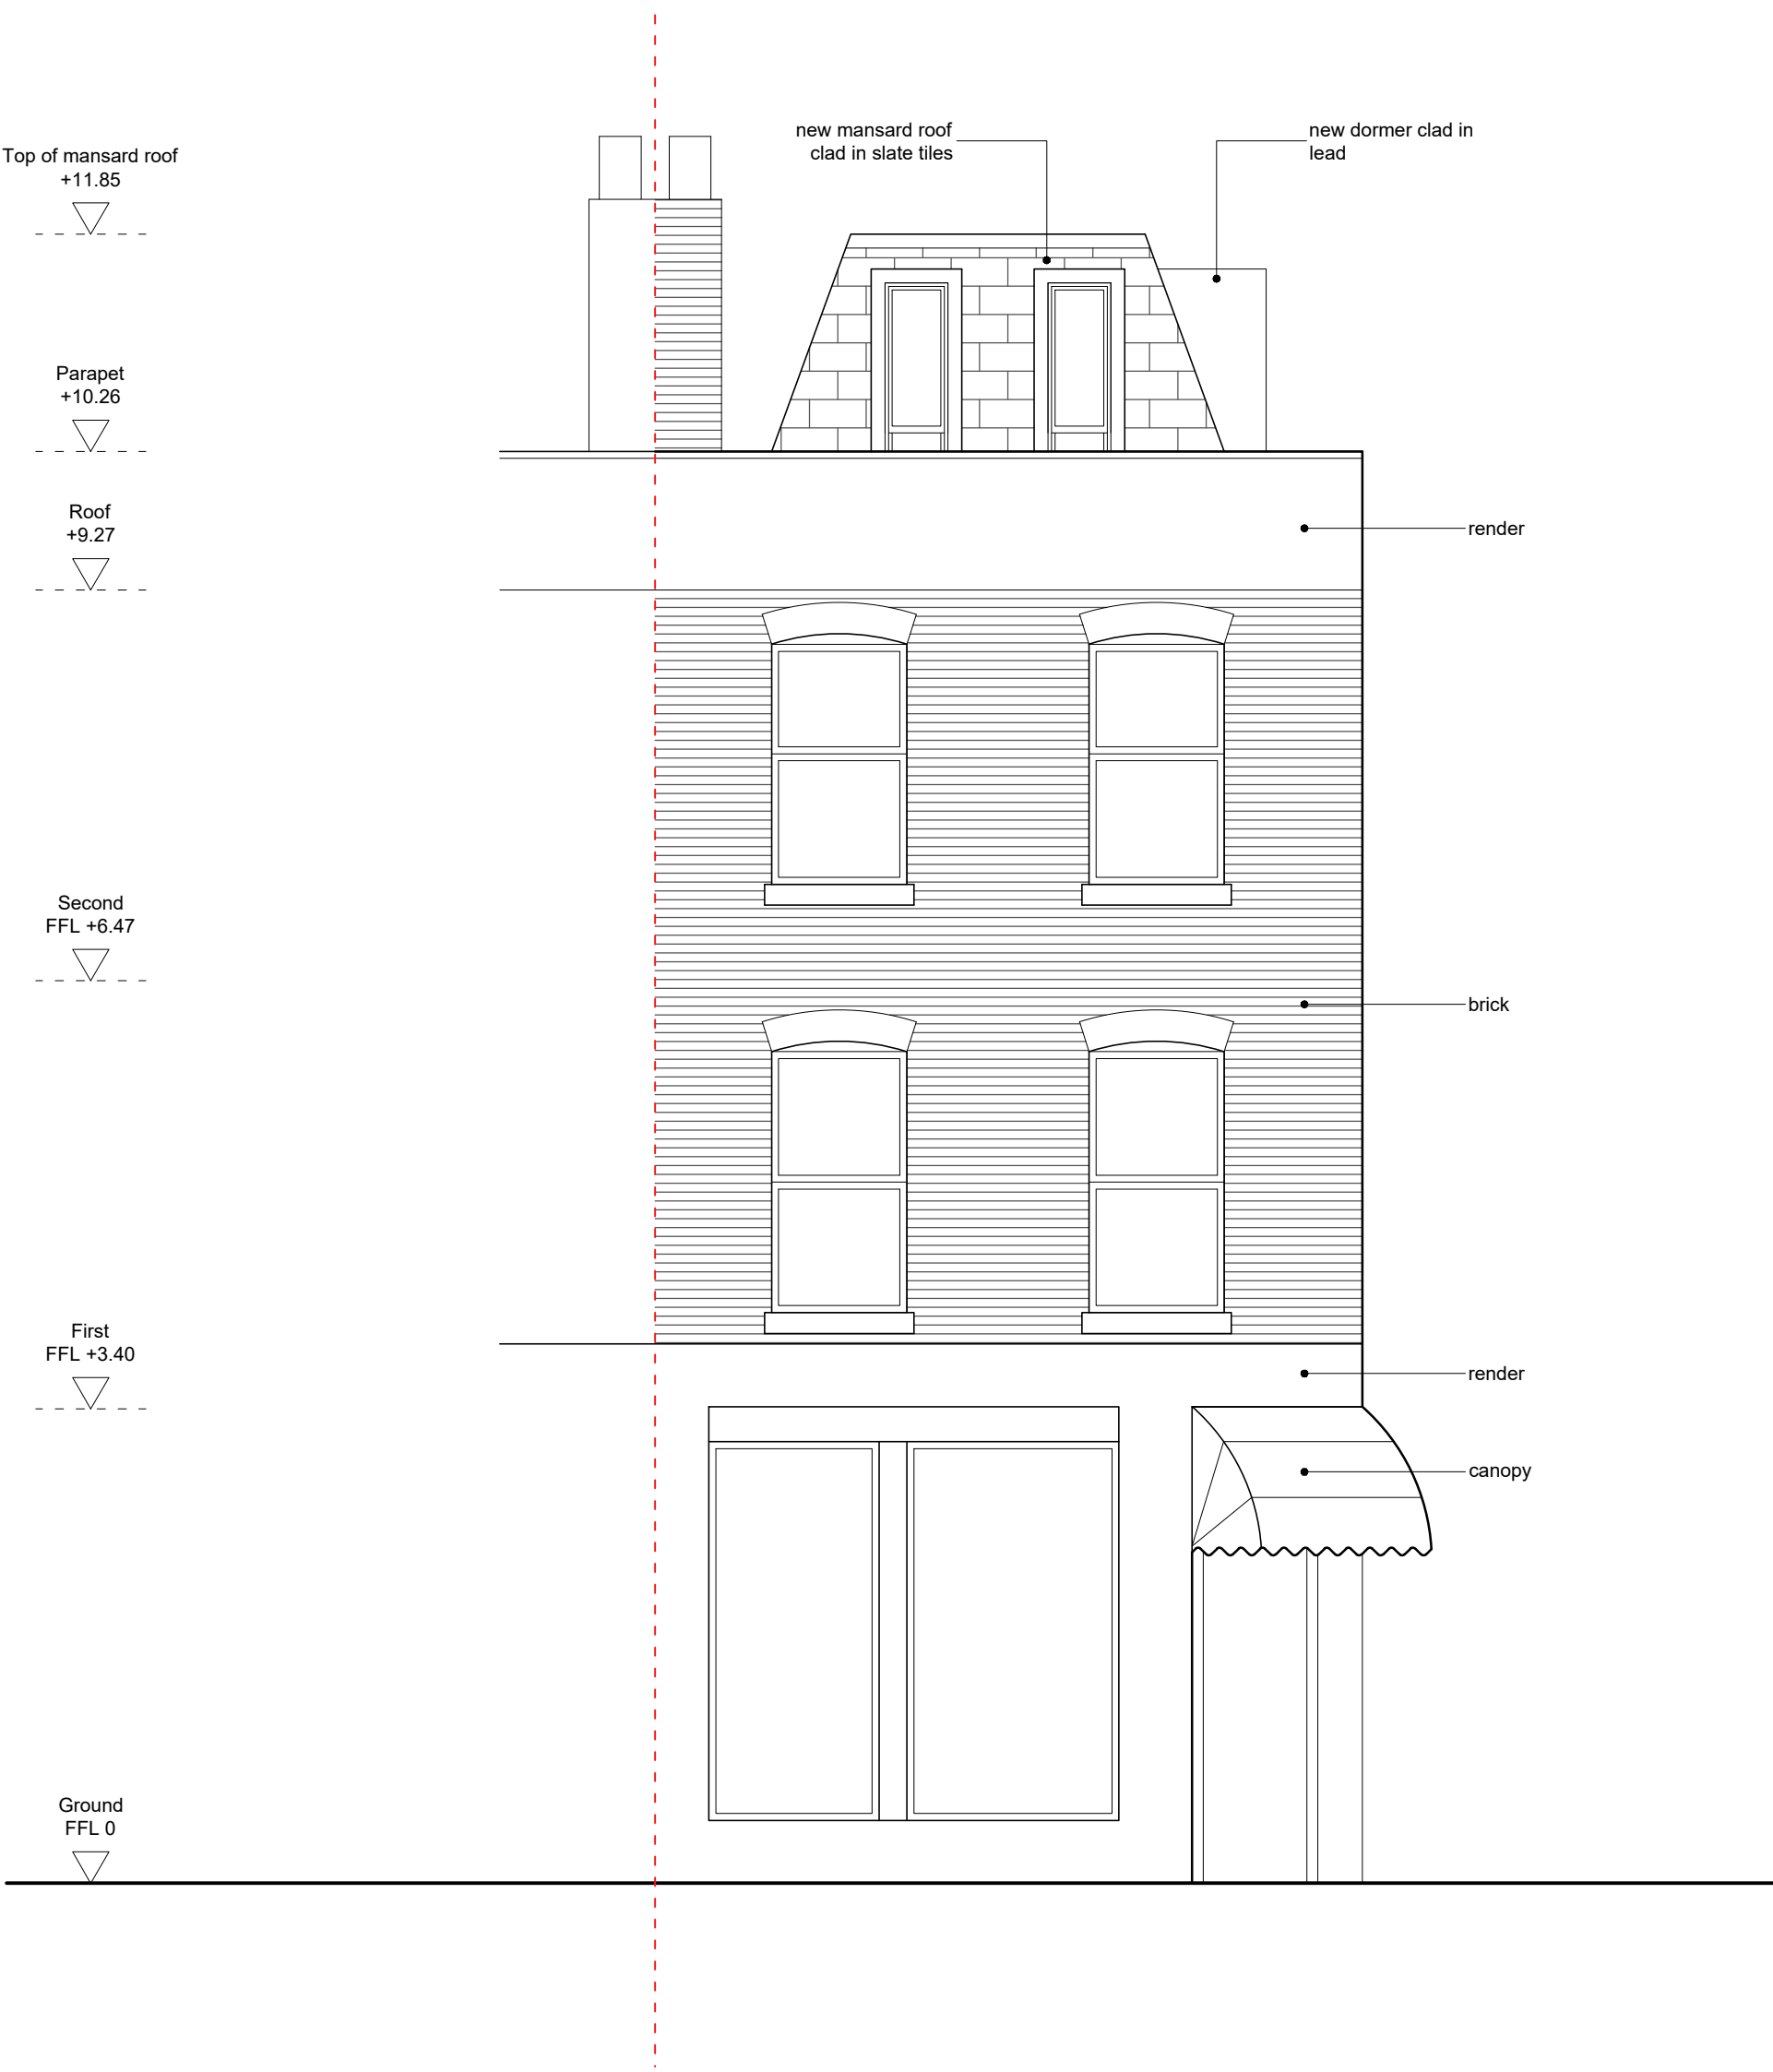 new mansard roof
clad in slate tiles
new dormer clad in
lead
Top of mansard roof
+11.85
Parapet
+10.26
Roof
+9.27
render
Second
FFL +6.47
brick
First
FFL +3.40
render
canopy
Ground
FFL 0